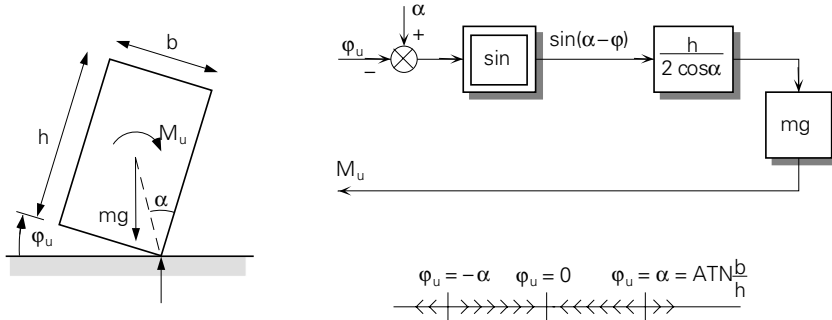 b
h
M_u
α
mg
φ_u
α
φ_u
+
−
sin
sin(α−φ)
h
2 cosα
mg
M_u
φ_u = −α φ_u = 0 φ_u = α = ATN b/h